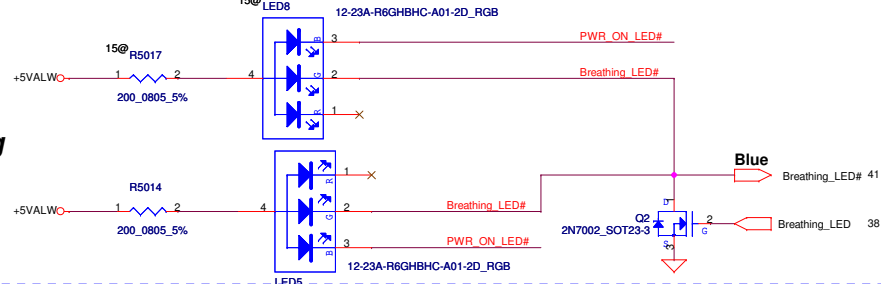 15@
LED8
12-23A-R6GHBHC-A01-2D_RGB
B 3 PWR_ON_LED#
15@
R5017
+5VALW 1 2 4 G 2 Breathing_LED#
200_0805_5%
R 1
g
R 1
Blue
Breathing_LED# 41
R5014
+5VALW 1 2 4 G 2 Breathing_LED#
200_0805_5%
D
Q2
2N7002_SOT23-3
2
G
Breathing_LED 38
S
3
B 3 PWR_ON_LED#
12-23A-R6GHBHC-A01-2D_RGB
LED5